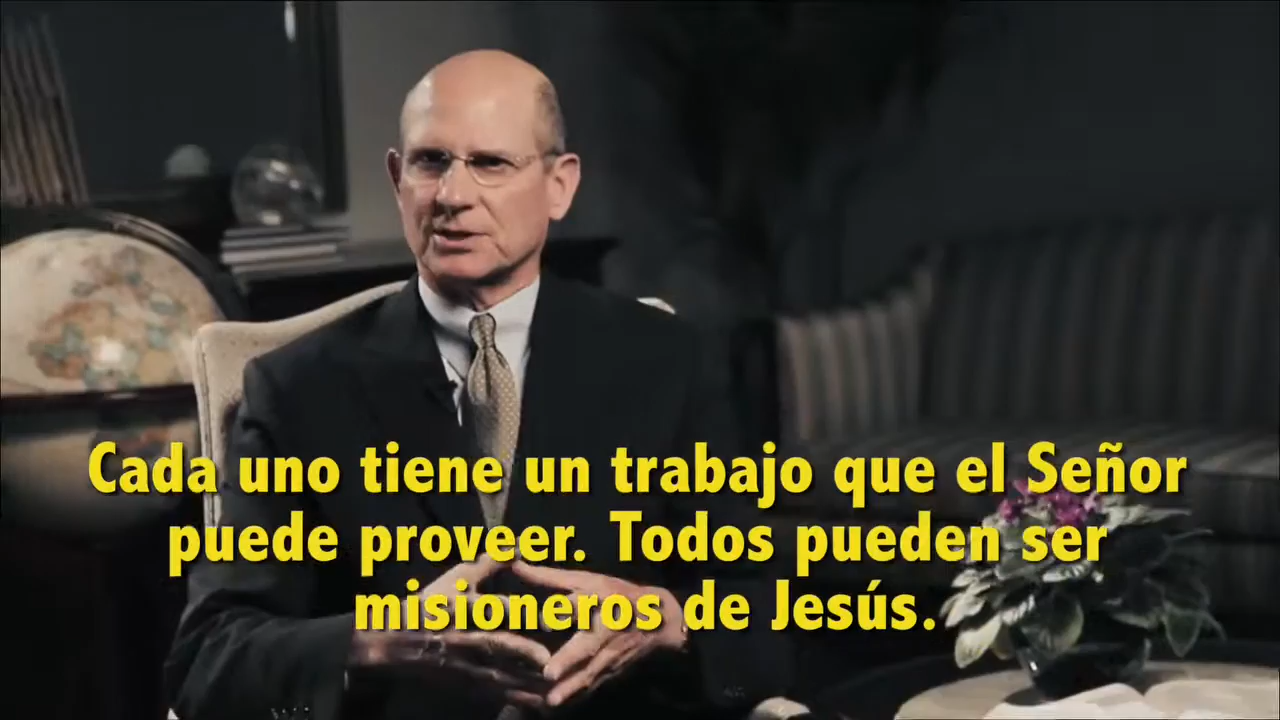 Cada uno tiene un trabajo que el Señor
puede proveer. Todos pueden ser
misioneros de Jesús.